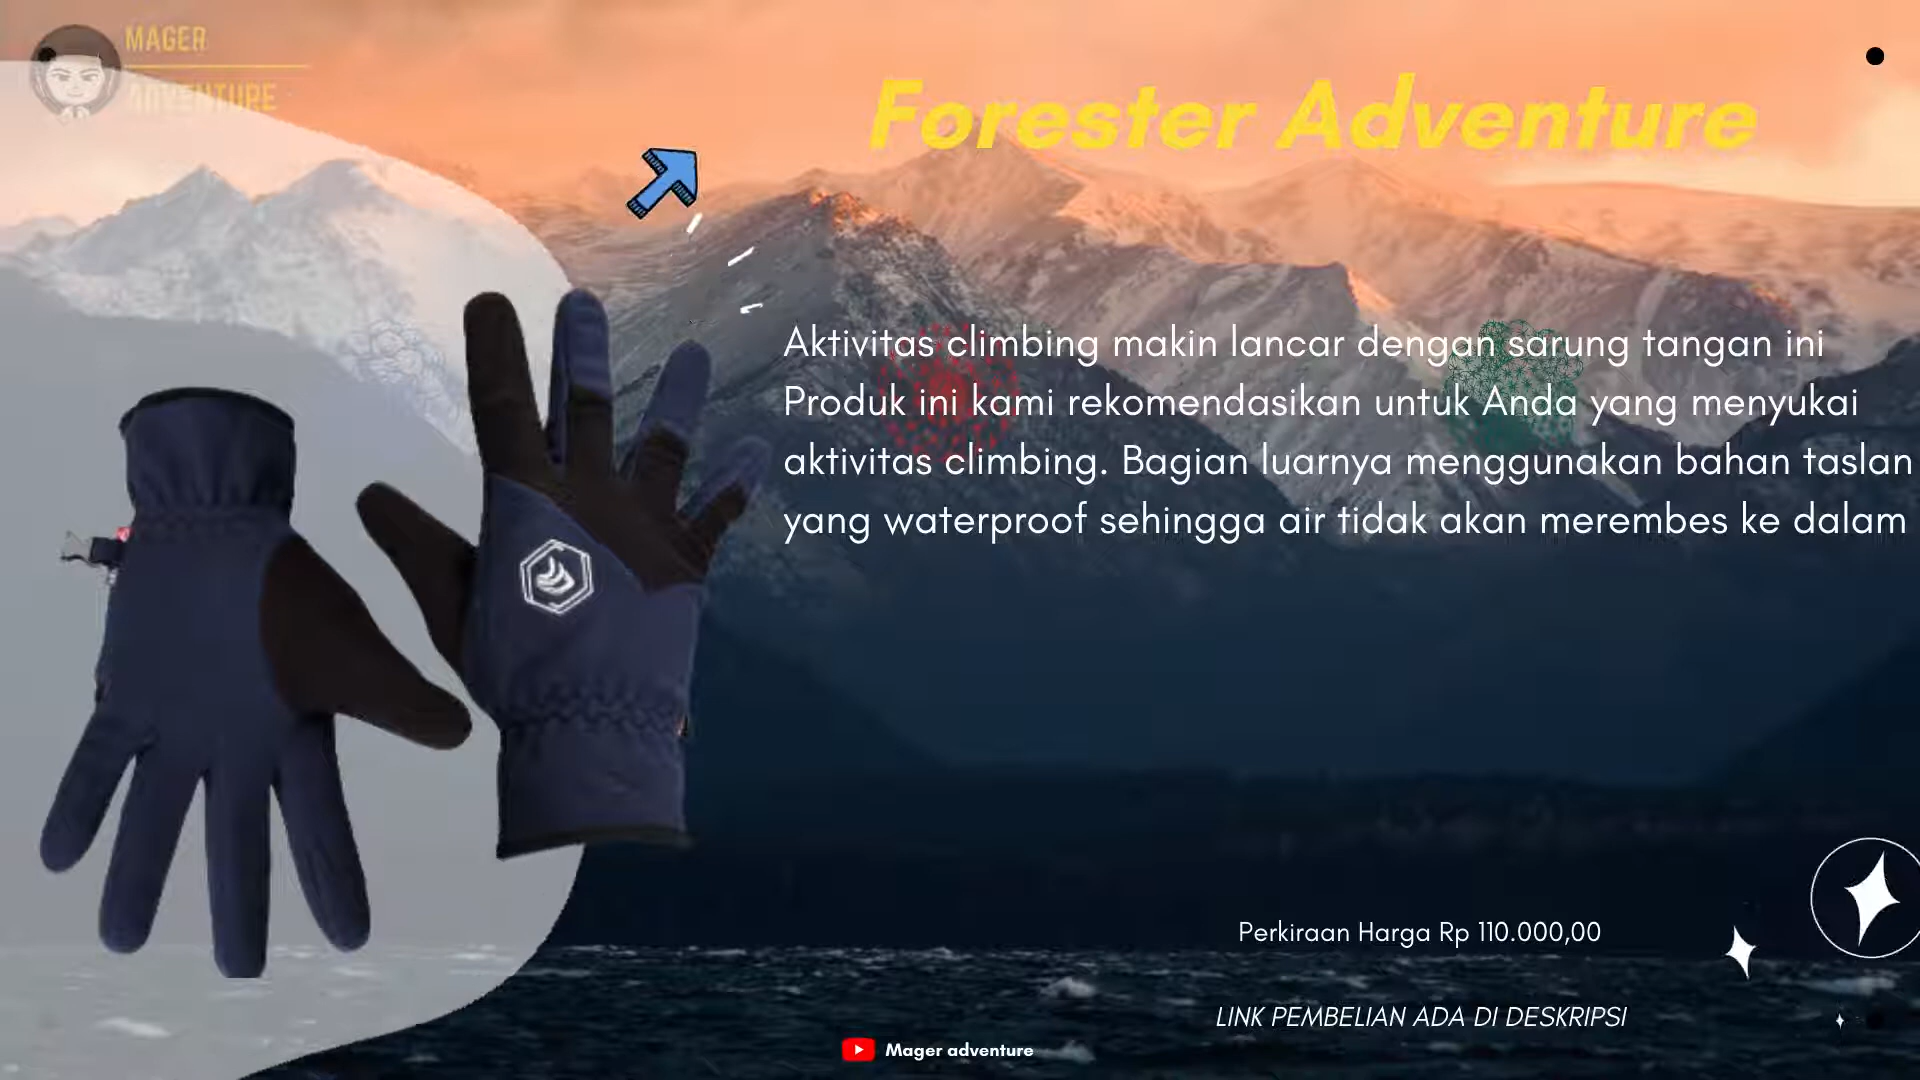 MAGER
ADVENTURE
Forester Adventure
Aktivitas climbing makin lancar dengan sarung tangan ini
Produk ini kami rekomendasikan untuk Anda yang menyukai
aktivitas climbing. Bagian luarnya menggunakan bahan taslan
yang waterproof sehingga air tidak akan merembes ke dalam
Perkiraan Harga Rp 110.000,00
LINK PEMBELIAN ADA DI DESKRIPSI
Mager adventure